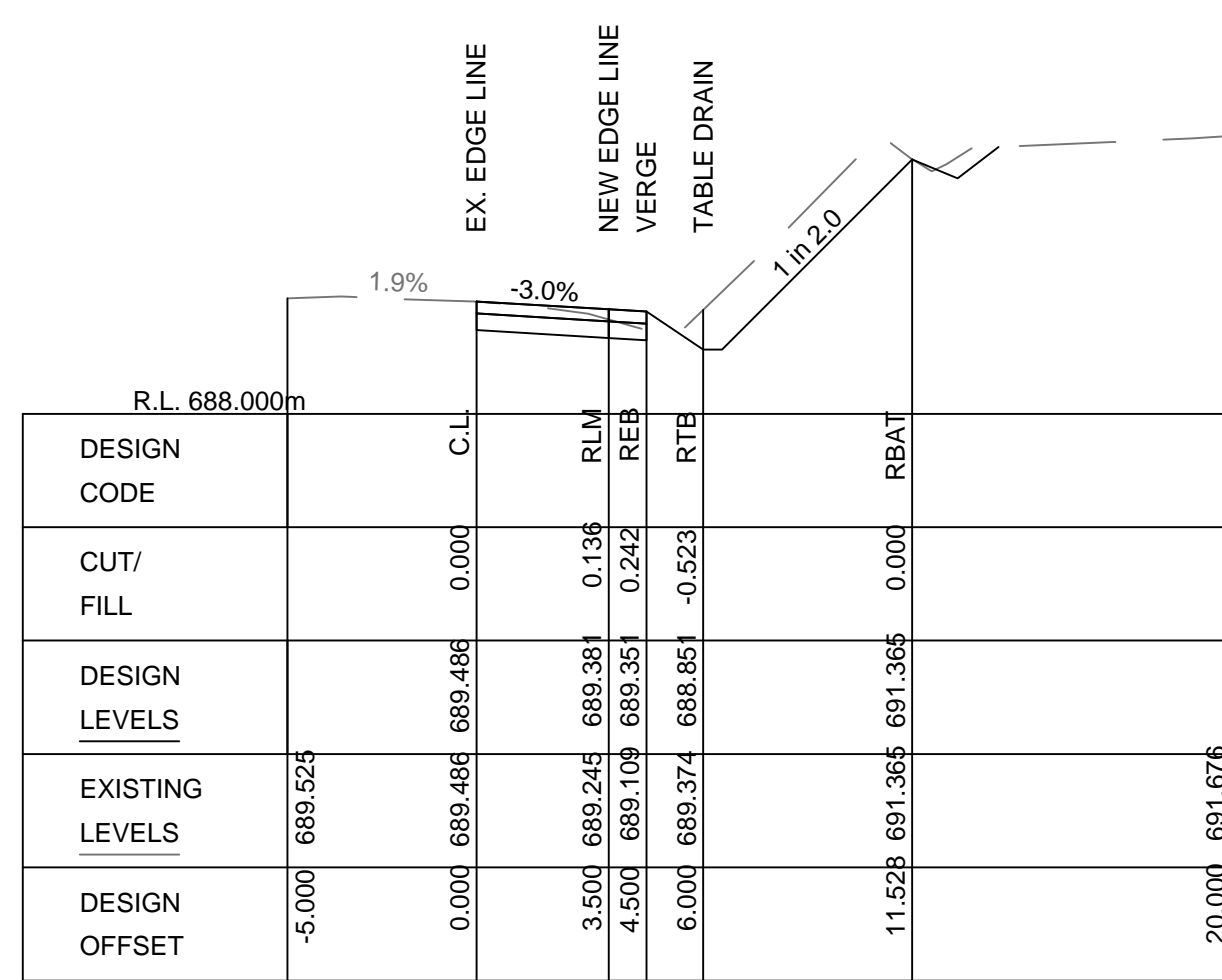 EX. EDGE LINE
NEW EDGE LINE
VERGE
TABLE DRAIN
1.9%
-3.0%
1 in 2.0
R.L. 688.000m
DESIGN
CODE
C.L.
RLM
REB
RTB
RBAT
CUT/
FILL
0.000
0.136
0.242
-0.523
0.000
DESIGN
LEVELS
689.486
689.381
689.351
688.851
691.365
EXISTING
LEVELS
689.525
689.486
689.245
689.109
689.374
691.365
691.676
DESIGN
OFFSET
-5.000
0.000
3.500
4.500
6.000
11.528
20.000